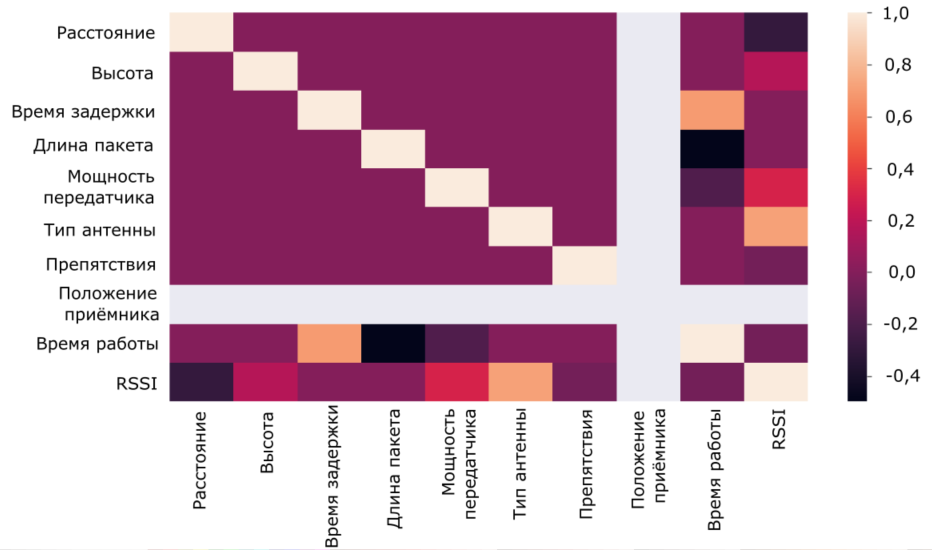 Расстояние
Высота
Время задержки
Длина пакета
Мощность
передатчика
Тип антенны
Препятствия
Положение
приёмника
Время работы
RSSI
Расстояние
Высота
Время задержки
Длина пакета
Мощность
передатчика
Тип антенны
Препятствия
Положение
приёмника
Время работы
RSSI
1,0
0,8
0,6
0,4
0,2
0,0
-0,2
-0,4